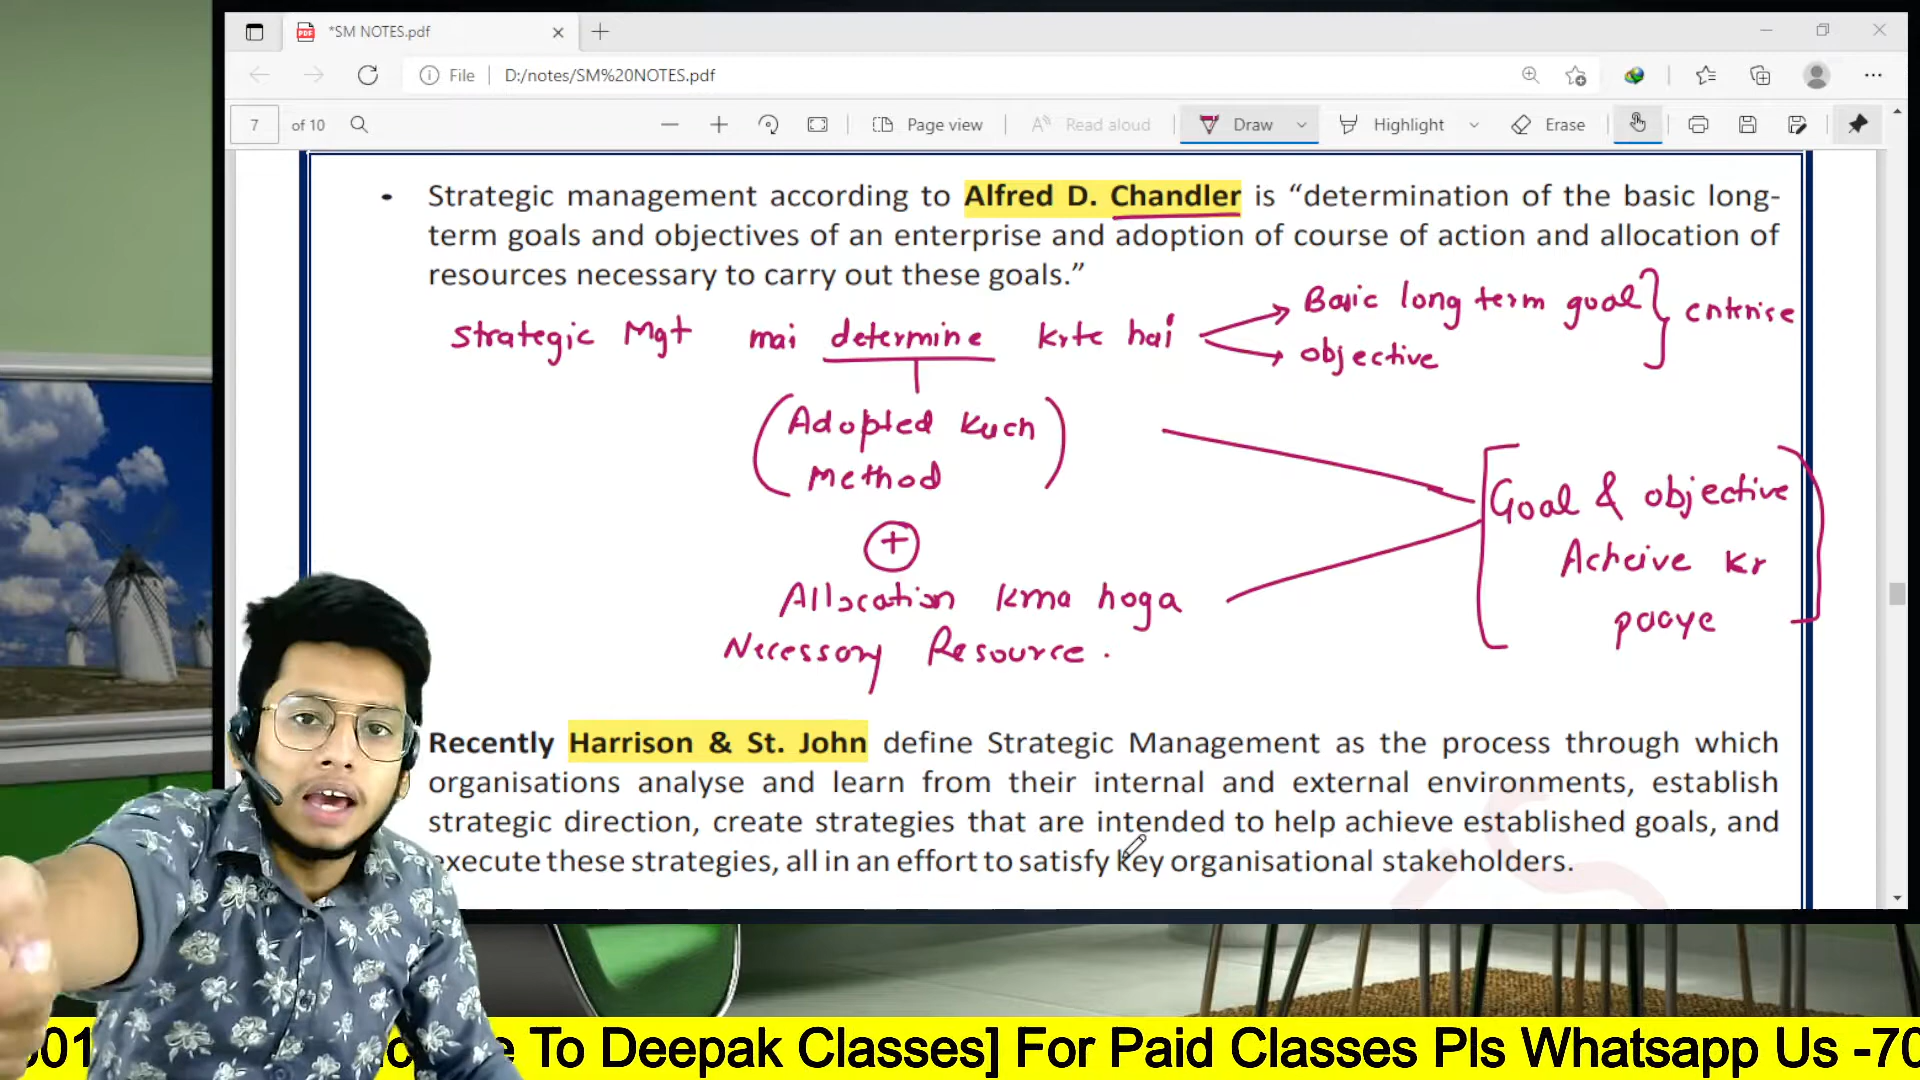 *SM NOTES.pdf
File D:/notes/SM%20NOTES.pdf
7 of 10 Page view Read aloud Draw Highlight Erase
• Strategic management according to Alfred D. Chandler is “determination of the basic long-
term goals and objectives of an enterprise and adoption of course of action and allocation of
resources necessary to carry out these goals.”
Strategic Mgt mai determine krte hai
Basic long term goal
objective
Adopted kuch
Method
+
Allocation krna hoga
Necessory Resource.
Goal & objective
Acheive kr
paaye
Recently Harrison & St. John define Strategic Management as the process through which
organisations analyse and learn from their internal and external environments, establish
strategic direction, create strategies that are intended to help achieve established goals, and
execute these strategies, all in an effort to satisfy key organisational stakeholders.
To Deepak Classes] For Paid Classes Pls Whatsapp Us -70